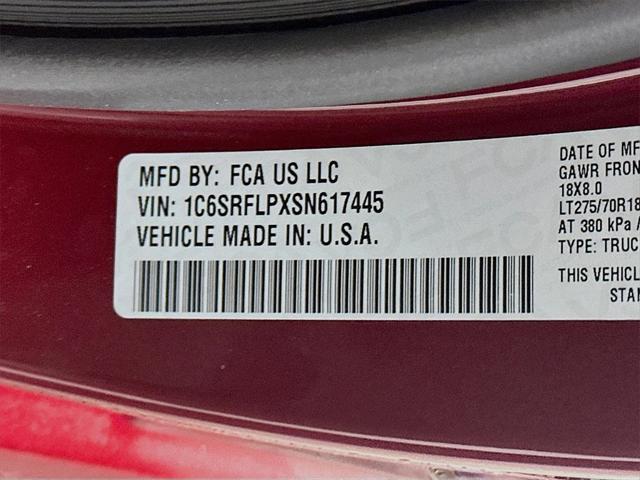 MFD BY: FCA US LLC
VIN: 1C6SRFLPXSN617445
VEHICLE MADE IN: U.S.A.
DATE OF MF
GAWR FRON
18X8.0
LT275/70R18
AT 380 kPa /
TYPE: TRUC
THIS VEHICL
STAN